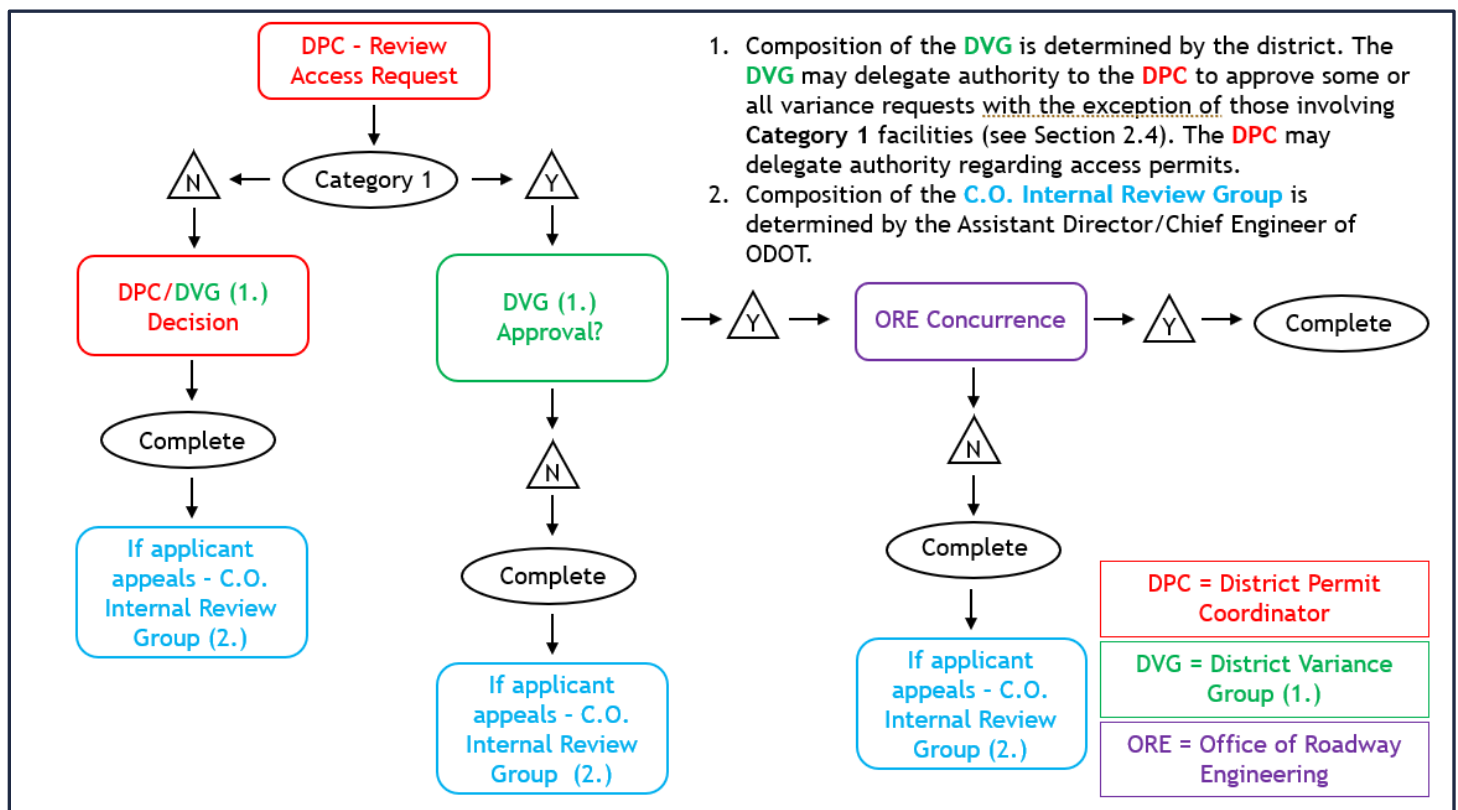 DPC - Review
Access Request
1. Composition of the DVG is determined by the district. The
DVG may delegate authority to the DPC to approve some or
all variance requests with the exception of those involving
Category 1 facilities (see Section 2.4). The DPC may
delegate authority regarding access permits.
2. Composition of the C.O. Internal Review Group is
determined by the Assistant Director/Chief Engineer of
ODOT.
N
Category 1
Y
DPC/DVG (1.)
Decision
DVG (1.)
Approval?
Y
ORE Concurrence
Y
Complete
Complete
N
N
If applicant
appeals - C.O.
Internal Review
Group (2.)
Complete
Complete
If applicant
appeals - C.O.
Internal Review
Group (2.)
If applicant
appeals - C.O.
Internal Review
Group (2.)
DPC = District Permit
Coordinator
DVG = District Variance
Group (1.)
ORE = Office of Roadway
Engineering